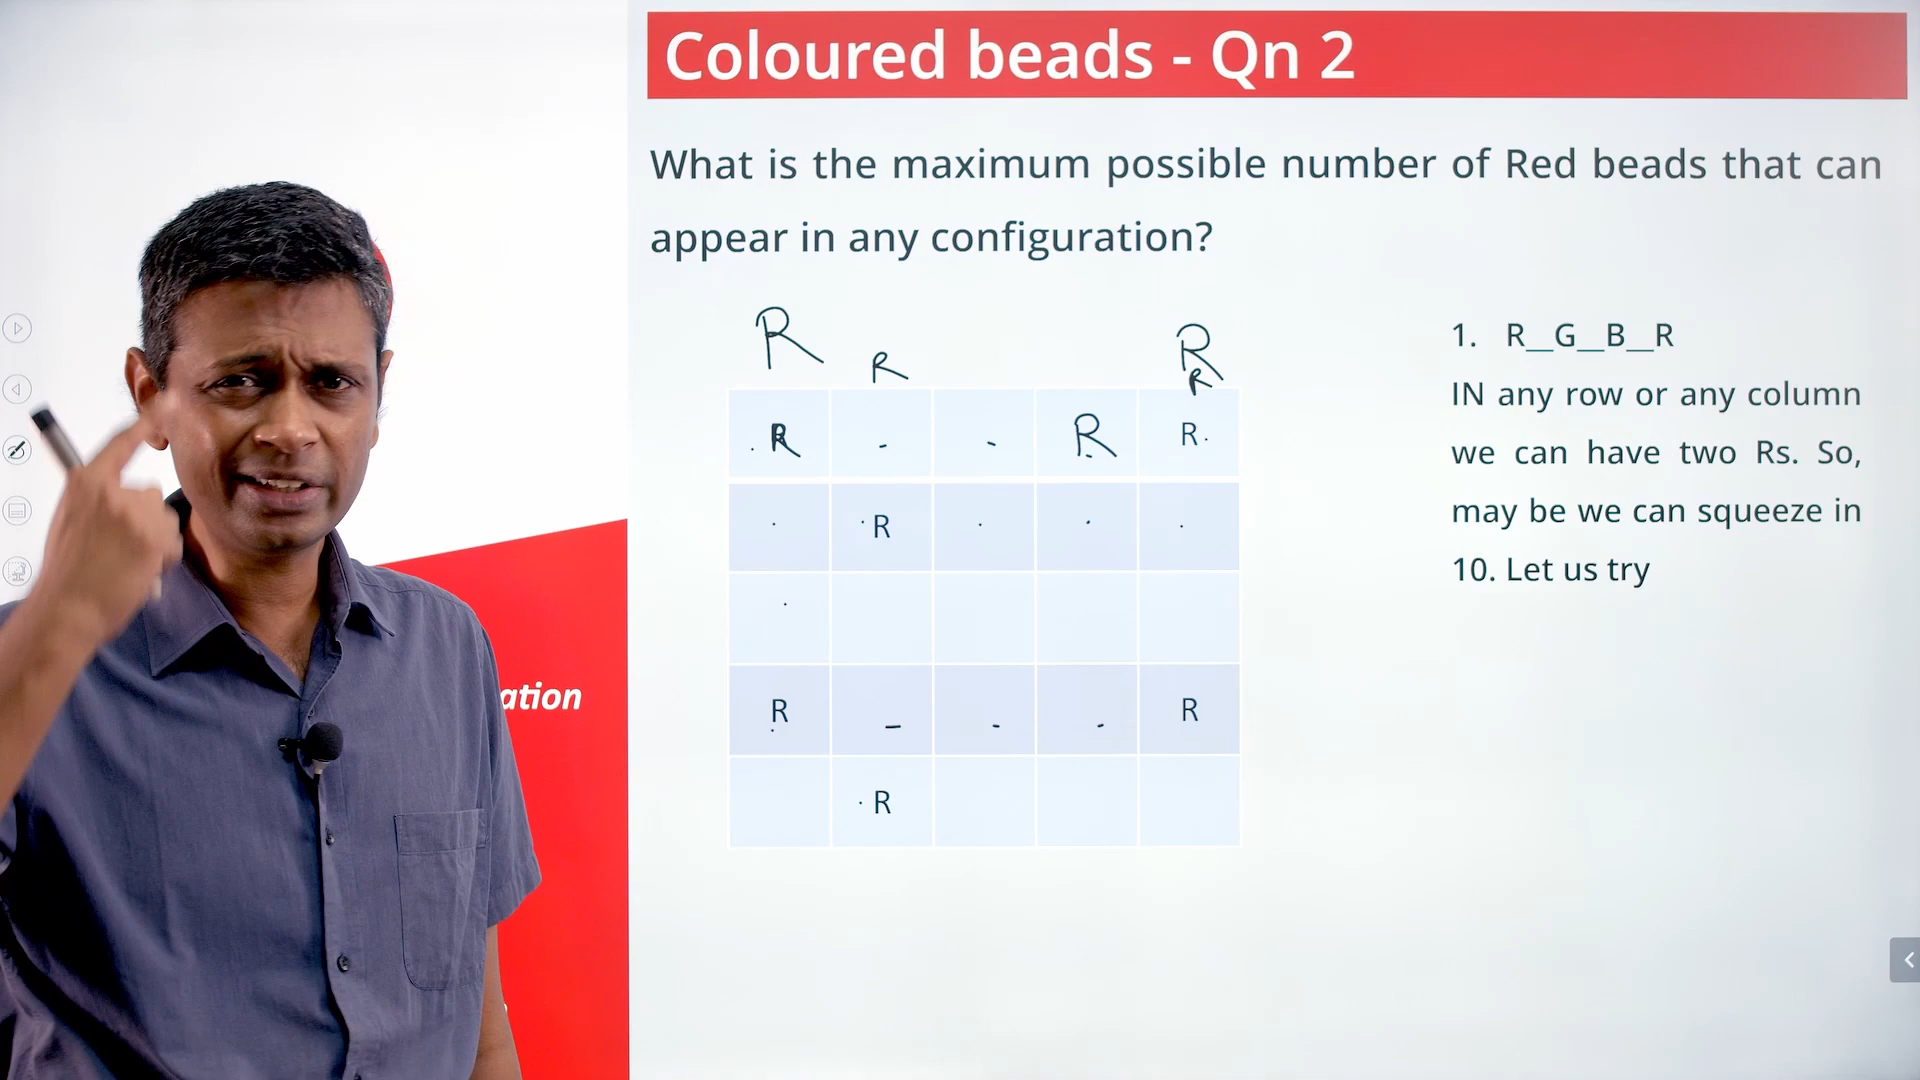 Coloured beads - Qn 2
What is the maximum possible number of Red beads that can
appear in any configuration?
R R R
R
R R R
R
R R
R
1. R__G__B__R
IN any row or any column
we can have two Rs. So,
may be we can squeeze in
10. Let us try
ation